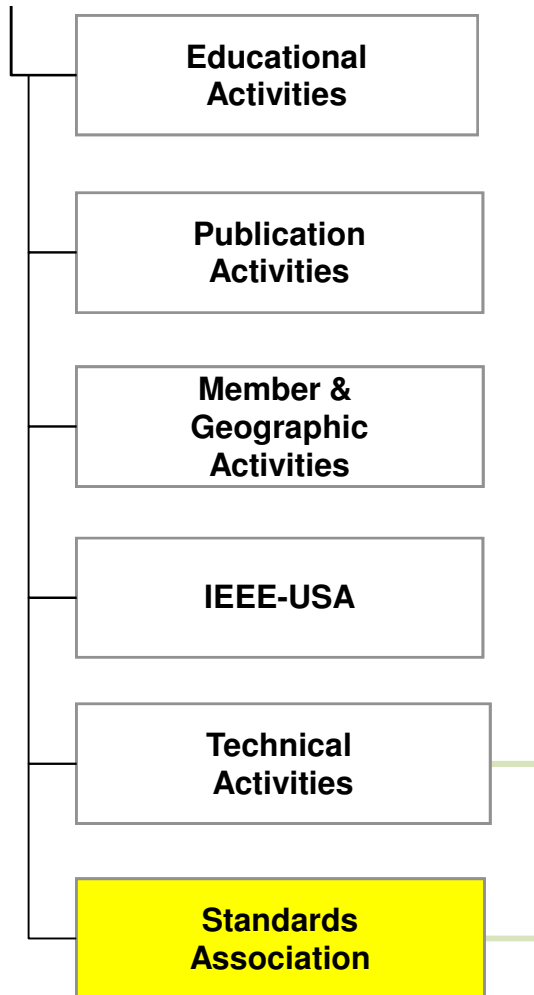 Educational
Activities
Publication
Activities
Member &
Geographic
Activities
IEEE-USA
Technical
Activities
Standards
Association